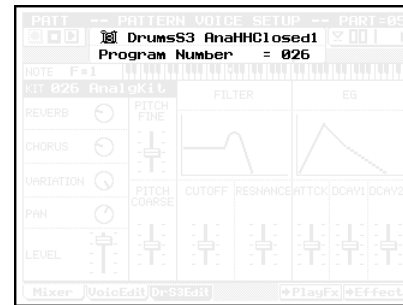 PATT -- PATTERN VOICE SETUP -- PART=05
DrumsS3 AnaHHClosed1
Program Number = 026
NOTE F#1
KIT 026 AnalgKit
PITCH FINE
FILTER
EG
REVERB
CHORUS
VARIATION
PITCH COARSE
CUTOFF
RESNANCE
ATTCK
DCAY1
DCAY2
PAN
LEVEL
Mixer
VoiceEdit
DrS3Edit
PlayFx
Effect